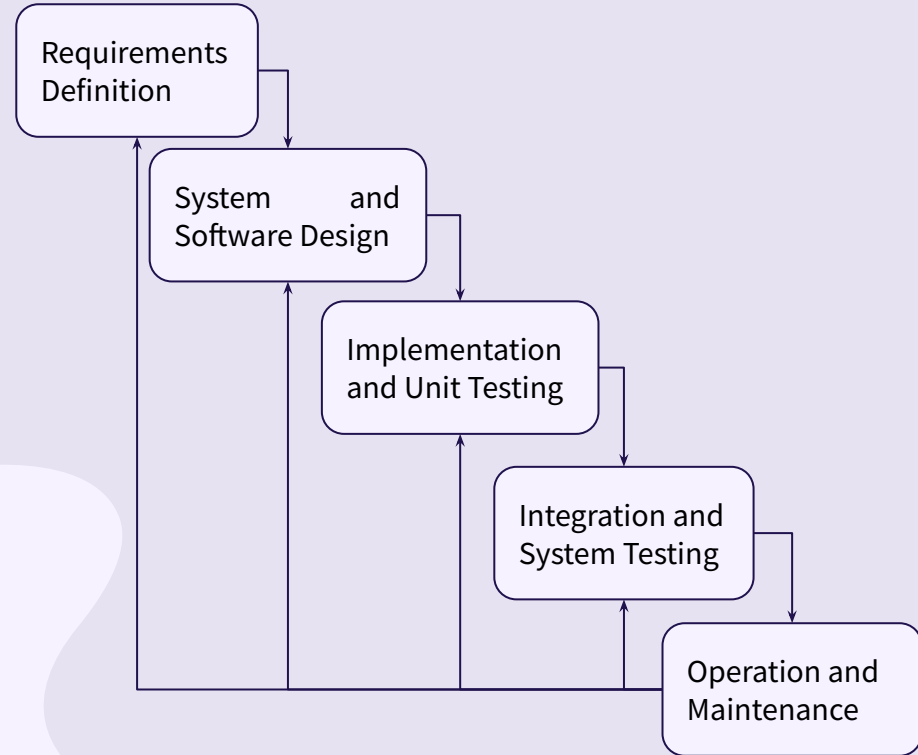 Requirements
Definition
System and
Software Design
Implementation
and Unit Testing
Integration and
System Testing
Operation and
Maintenance